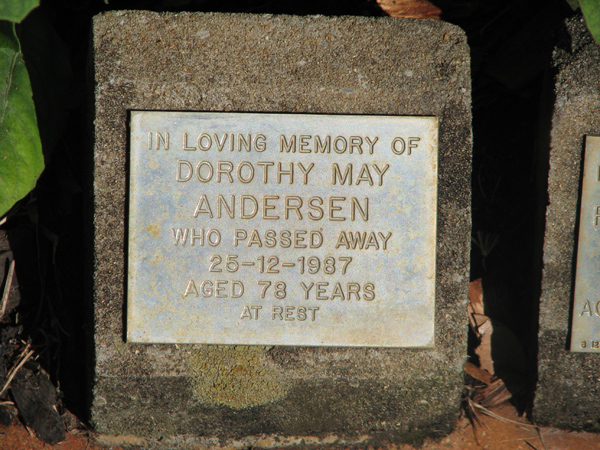 IN LOVING MEMORY OF
DOROTHY MAY
ANDERSEN
WHO PASSED AWAY
25-12-1987
AGED 78 YEARS
AT REST